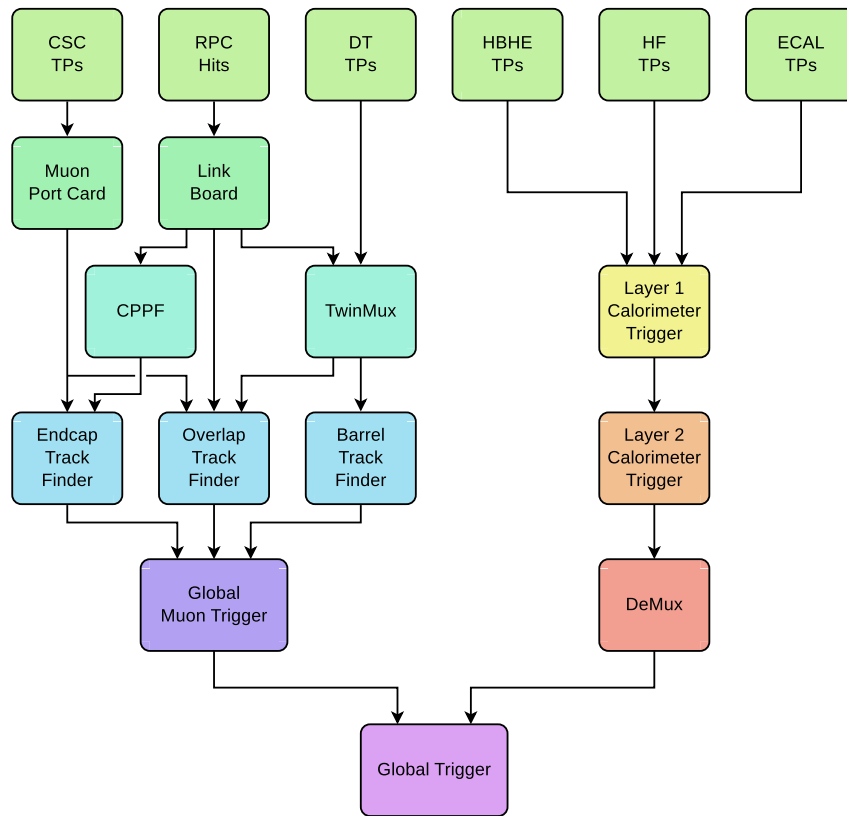 CSC
TPs
RPC
Hits
DT
TPs
HBHE
TPs
HF
TPs
ECAL
TPs
Muon
Port Card
Link
Board
CPPF
TwinMux
Layer 1
Calorimeter
Trigger
Endcap
Track
Finder
Overlap
Track
Finder
Barrel
Track
Finder
Layer 2
Calorimeter
Trigger
Global
Muon Trigger
DeMux
Global Trigger